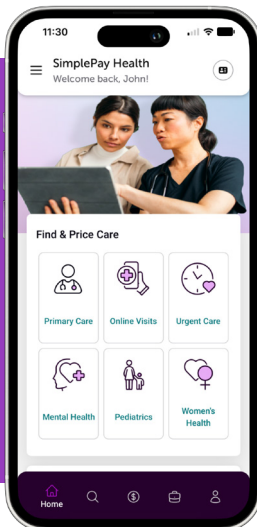 11:30
SimplePay Health
Welcome back, John!
Find & Price Care
Primary Care
Online Visits
Urgent Care
Mental Health
Pediatrics
Women's
Health
Home